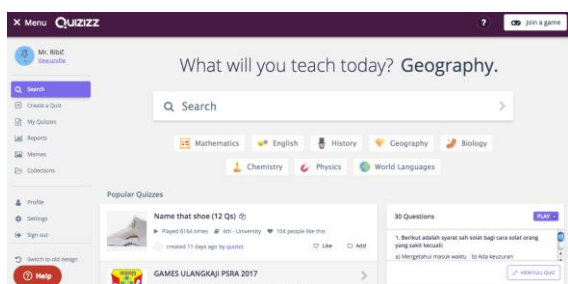 × Menu QUIZIZZ ? Join a game
Mr. Ribič
View profile
Search
Create a Quiz
My Quizzes
Reports
Memes
Collections
Profile
Settings
Sign out
Switch to old design
? Help
What will you teach today? Geography.
Search
Mathematics English History Geography Biology
Chemistry Physics World Languages
Popular Quizzes
Name that shoe (12 Qs)
Played 6164 times 4th - University 104 people like this
created 11 days ago by quizizz Like Add
GAMES ULANGKAJI PSRA 2017
30 Questions PLAY
1. Berikut adalah syarat sah solat bagi cara solat orang
yang sakit kecuali:
a) Mengetahui masuk waktu b) Ada keuzuran
VIEW FULL QUIZ